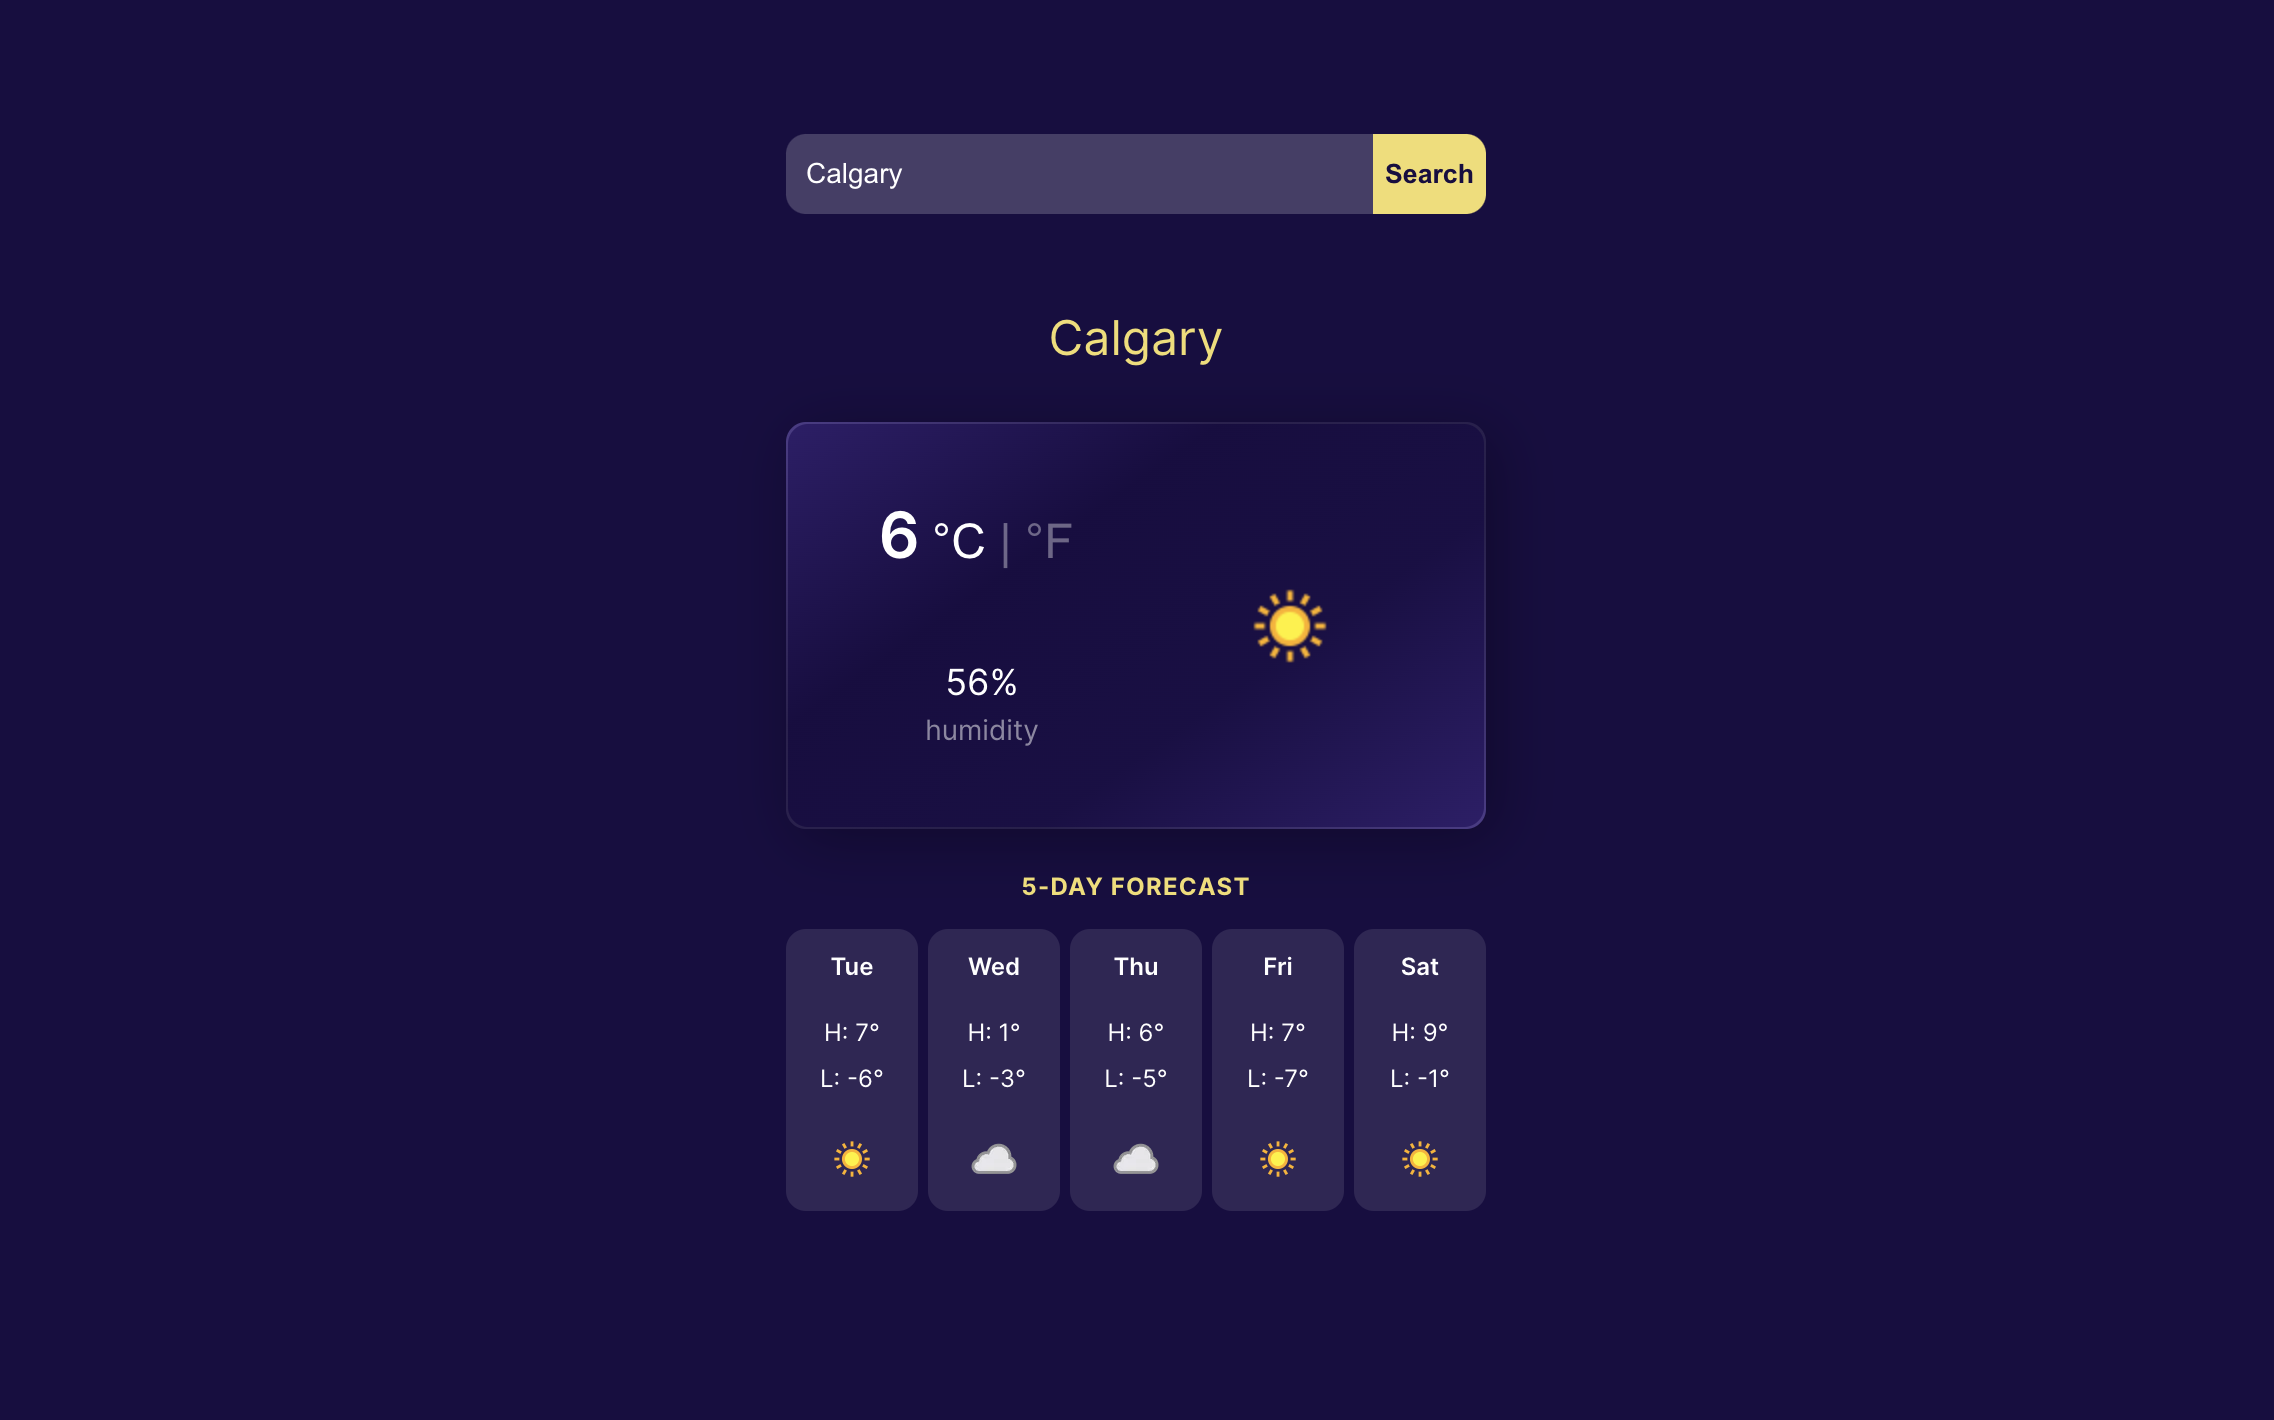 Calgary Search
Calgary
6 °C | °F
56%
humidity
5-DAY FORECAST
Tue Wed Thu Fri Sat
H: 7° H: 1° H: 6° H: 7° H: 9°
L: -6° L: -3° L: -5° L: -7° L: -1°